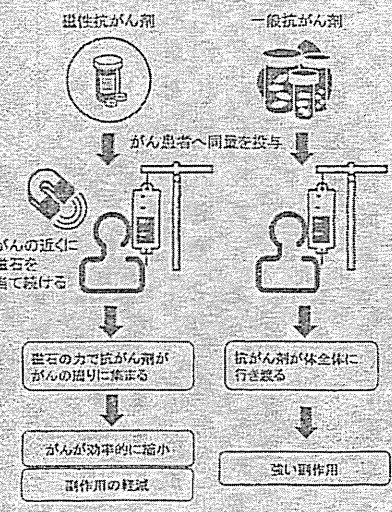 磁性抗がん剤
一般抗がん剤
がん患者へ同量を投与
がんの近くに
磁石を
当て続ける
磁石の力で抗がん剤が
がんの周りに集まる
抗がん剤が体全体に
行き渡る
がんが効率的に縮小
副作用の軽減
強い副作用